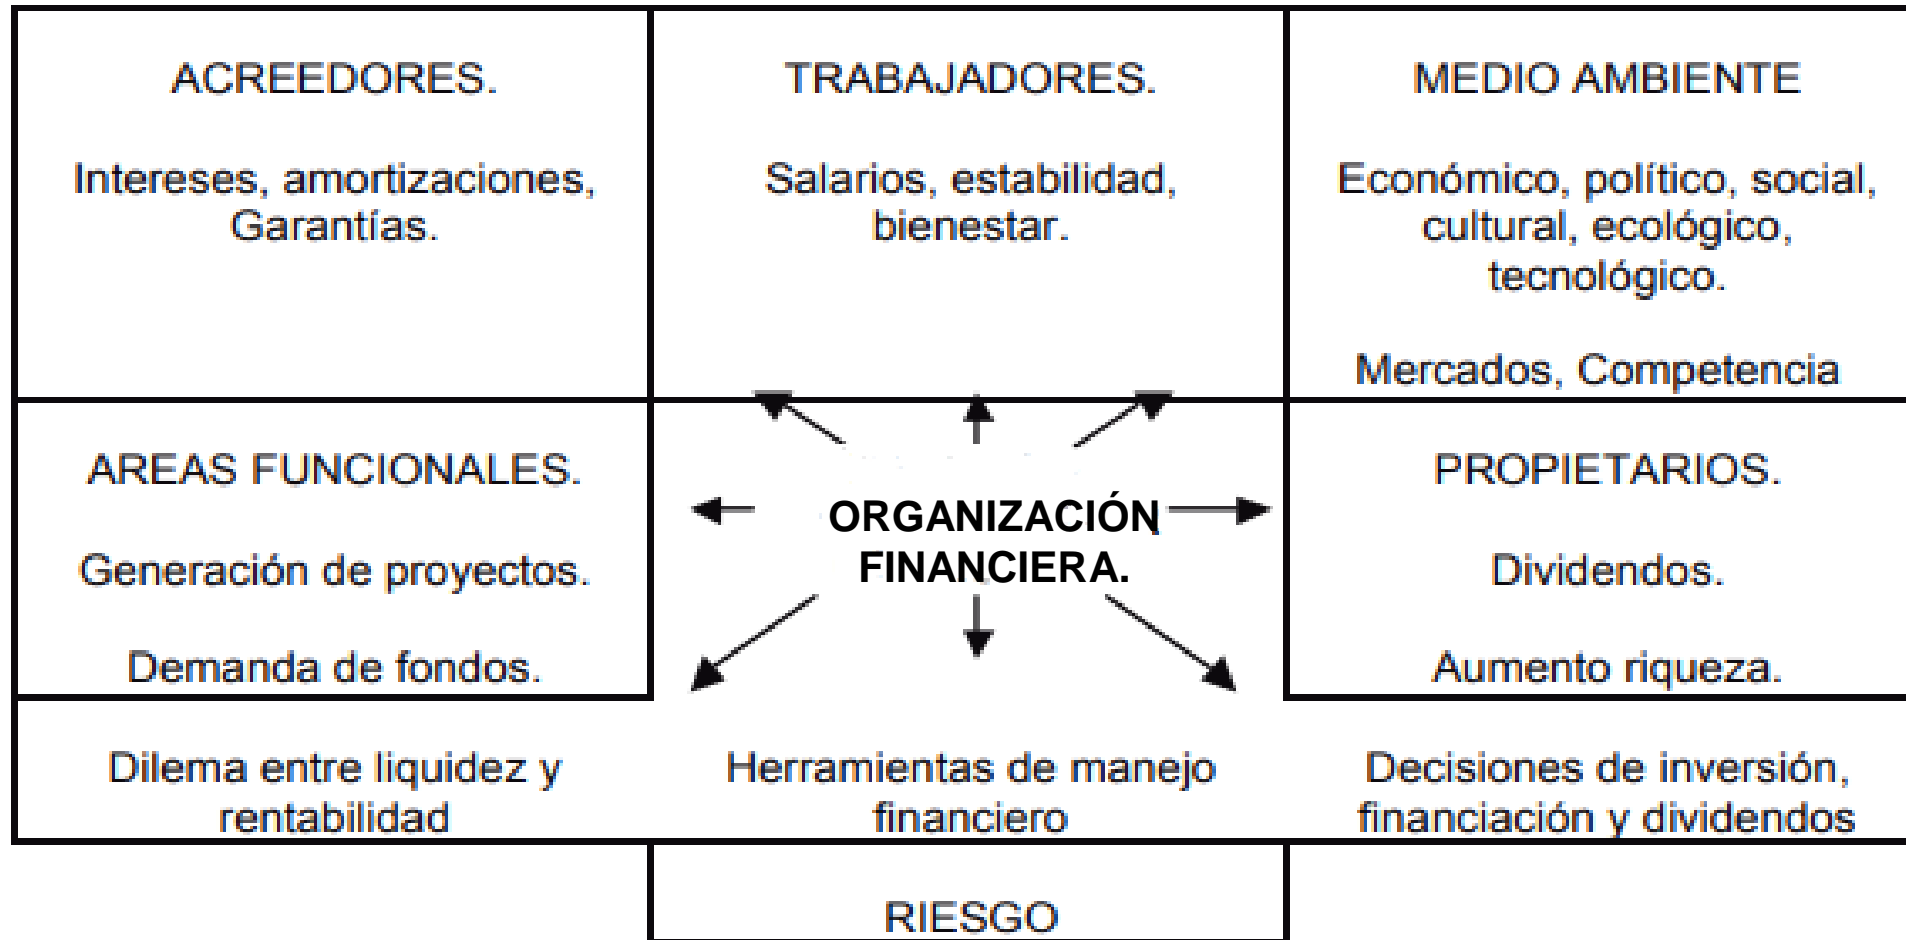 ACREEDORES.
Intereses, amortizaciones,
Garantías.
TRABAJADORES.
Salarios, estabilidad,
bienestar.
MEDIO AMBIENTE
Económico, político, social,
cultural, ecológico,
tecnológico.
Mercados, Competencia
AREAS FUNCIONALES.
Generación de proyectos.
Demanda de fondos.
ORGANIZACIÓN
FINANCIERA.
PROPIETARIOS.
Dividendos.
Aumento riqueza.
Dilema entre liquidez y
rentabilidad
Herramientas de manejo
financiero
Decisiones de inversión,
financiación y dividendos
RIESGO